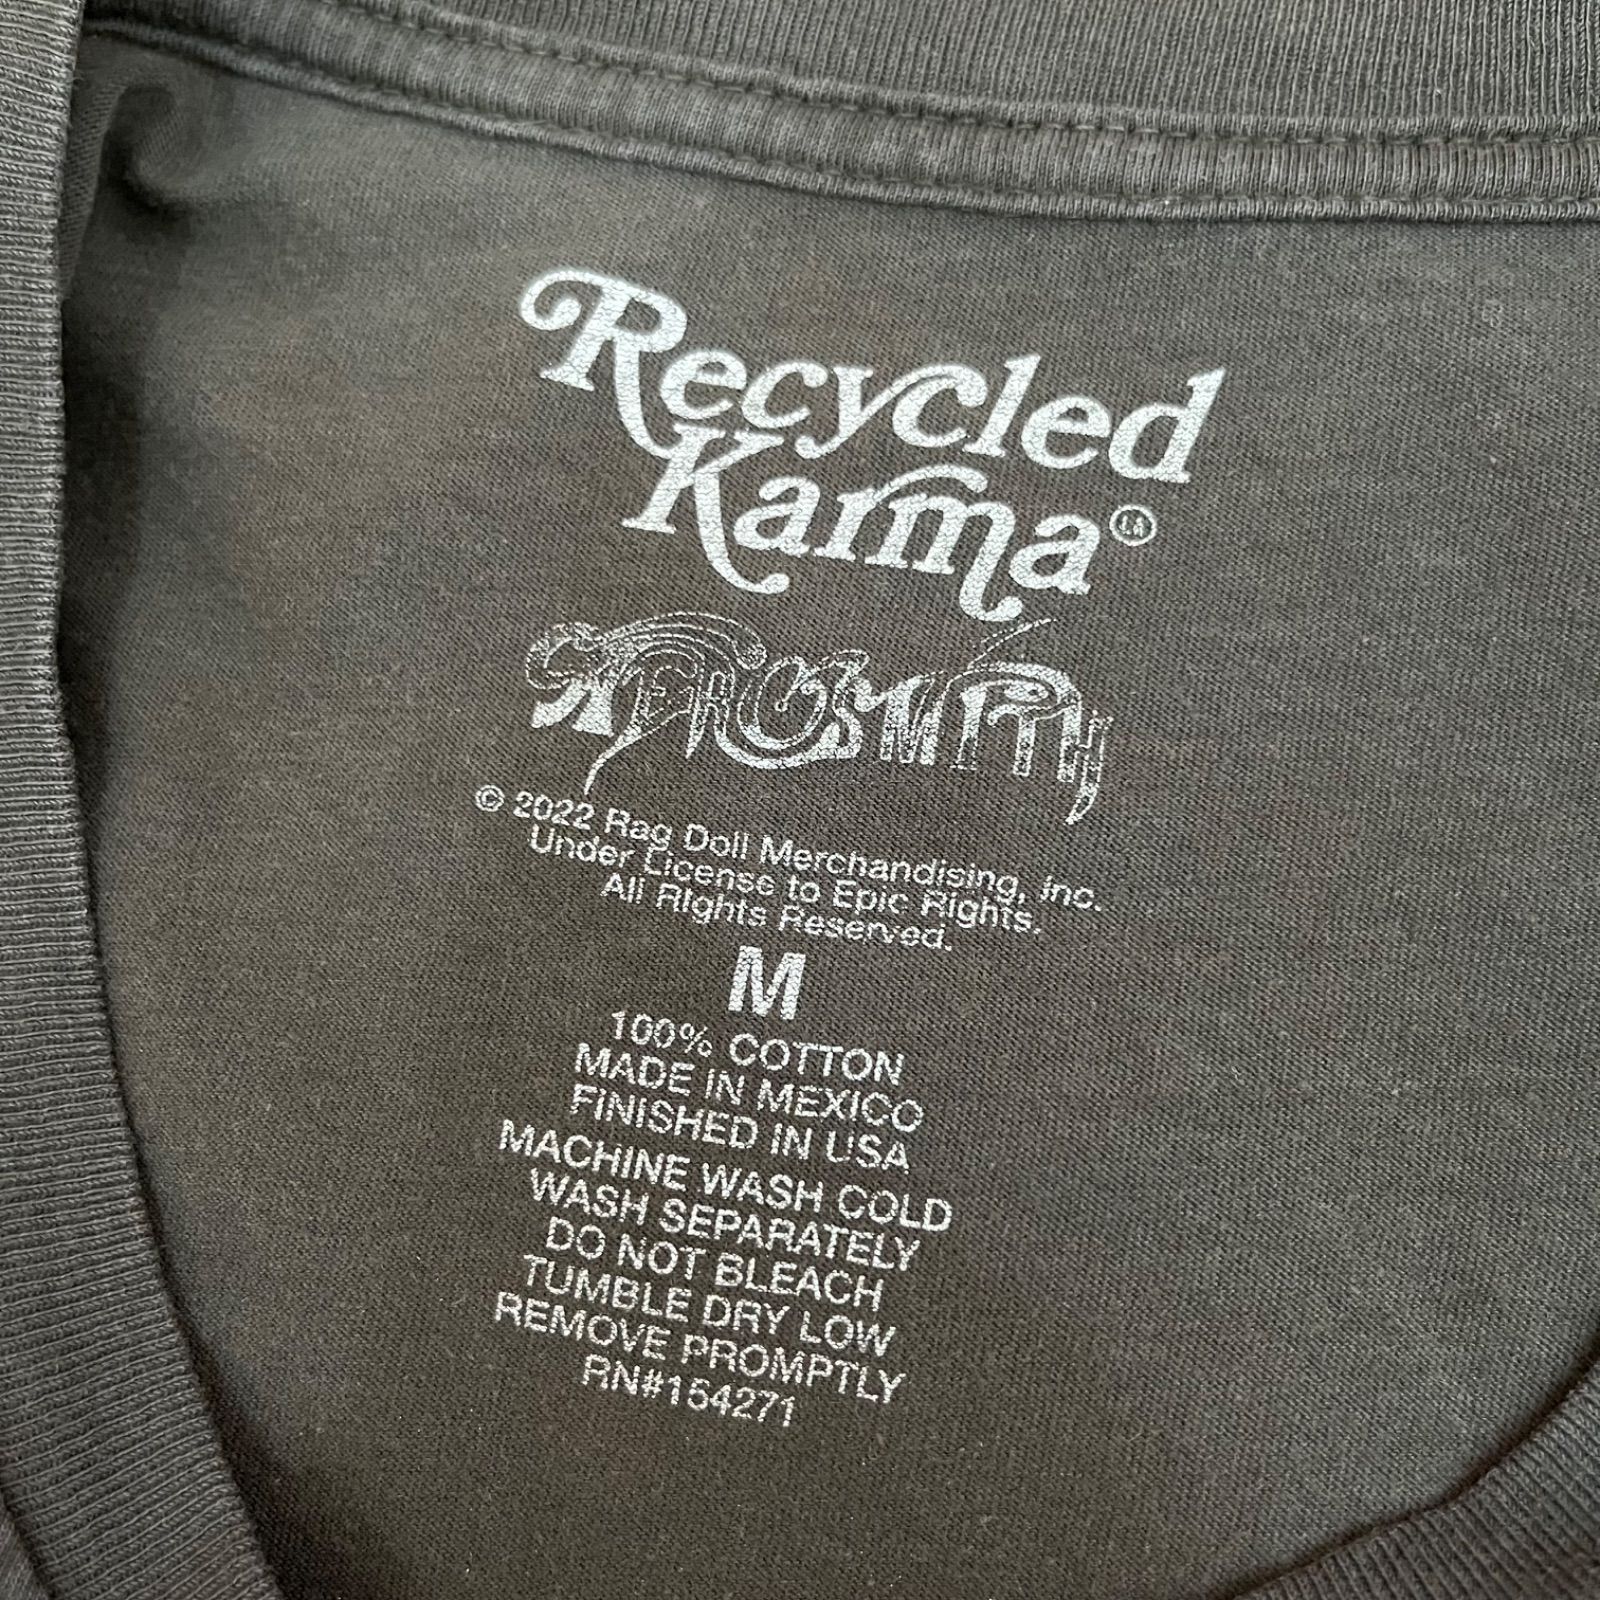 Recycled
Karma
LA
AEROSMITH
© 2022 Rag Doll Merchandising, Inc.
Under License to Epic Rights.
All Rights Reserved.
M
100% COTTON
MADE IN MEXICO
FINISHED IN USA
MACHINE WASH COLD
WASH SEPARATELY
DO NOT BLEACH
TUMBLE DRY LOW
REMOVE PROMPTLY
RN#154271